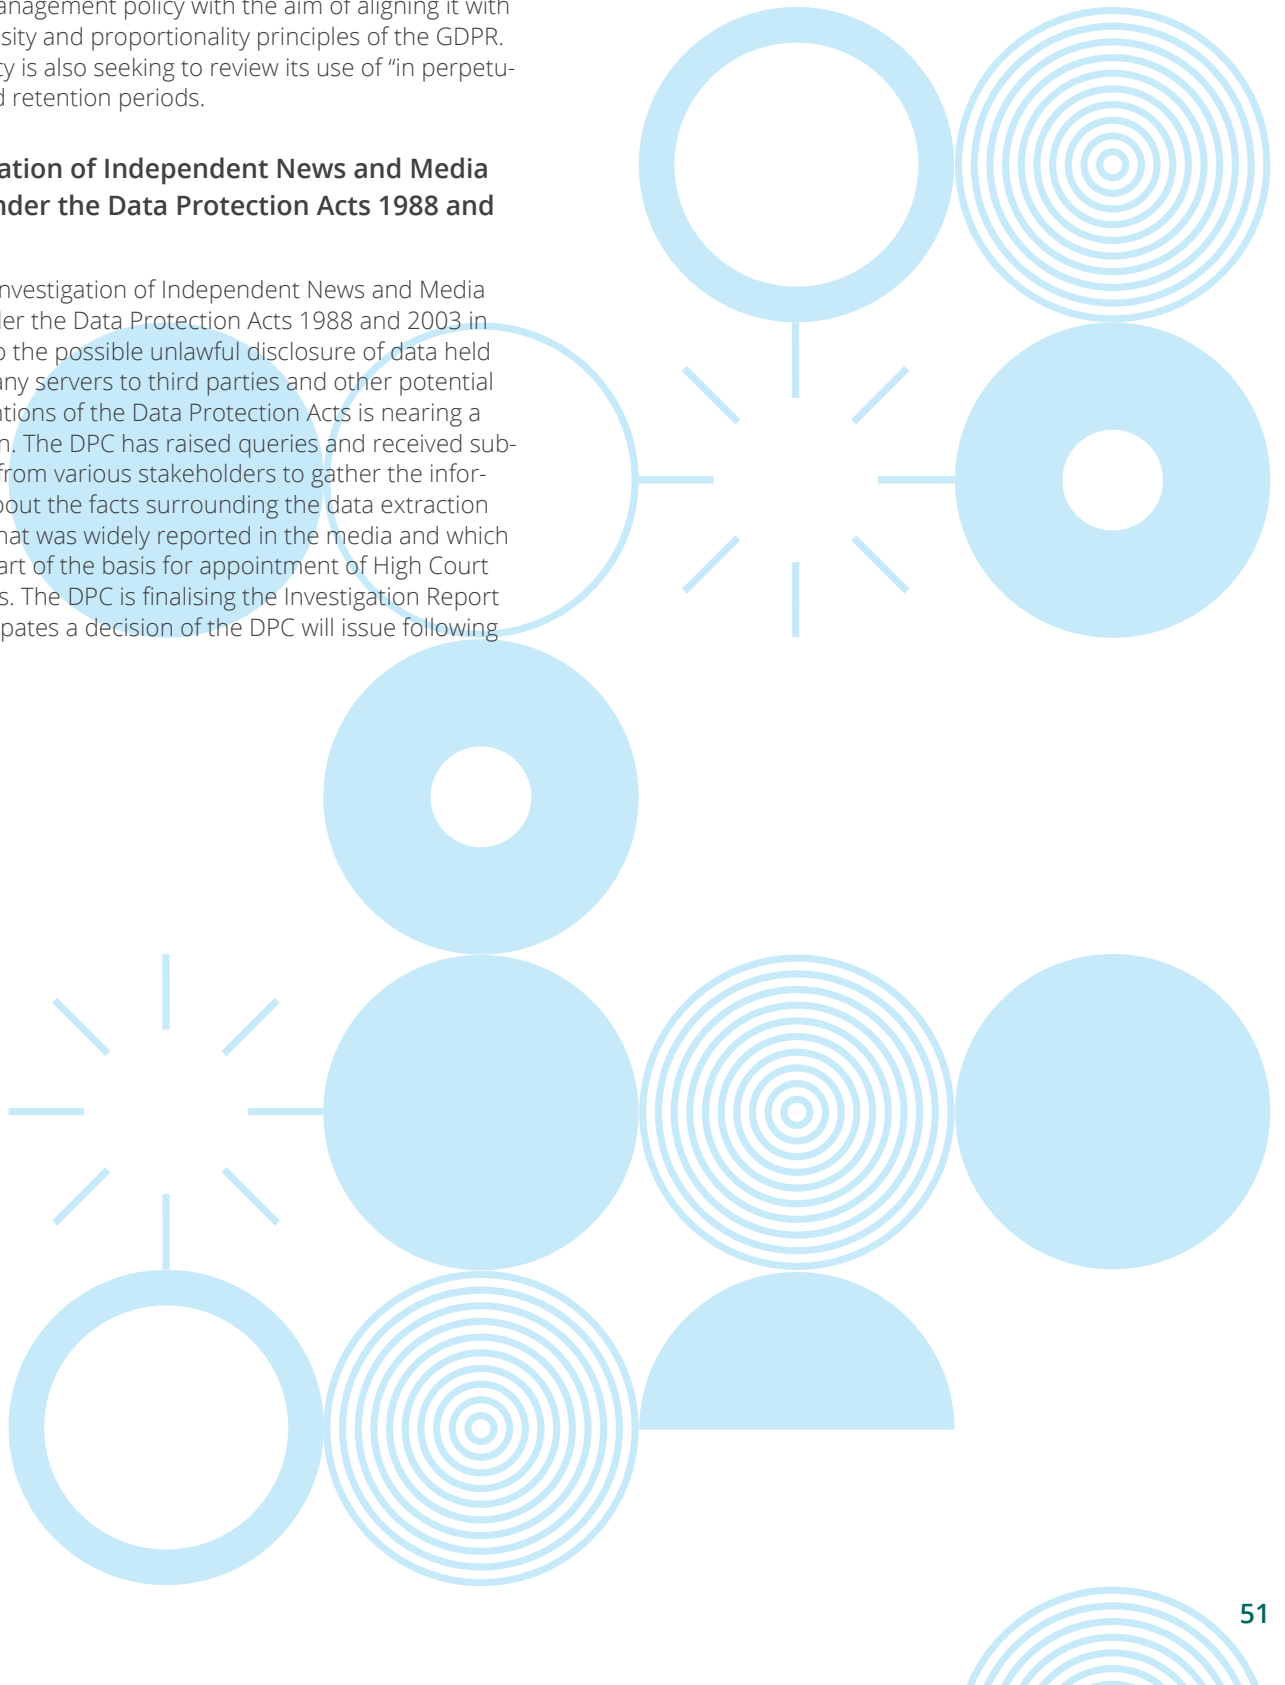 anagement policy with the aim of aligning it with
sity and proportionality principles of the GDPR.
cy is also seeking to review its use of “in perpetu-
d retention periods.
ation of Independent News and Media
nder the Data Protection Acts 1988 and
nvestigation of Independent News and Media
der the Data Protection Acts 1988 and 2003 in
o the possible unlawful disclosure of data held
any servers to third parties and other potential
ntions of the Data Protection Acts is nearing a
n. The DPC has raised queries and received sub-
from various stakeholders to gather the infor-
bout the facts surrounding the data extraction
hat was widely reported in the media and which
art of the basis for appointment of High Court
s. The DPC is finalising the Investigation Report
ipates a decision of the DPC will issue following
51